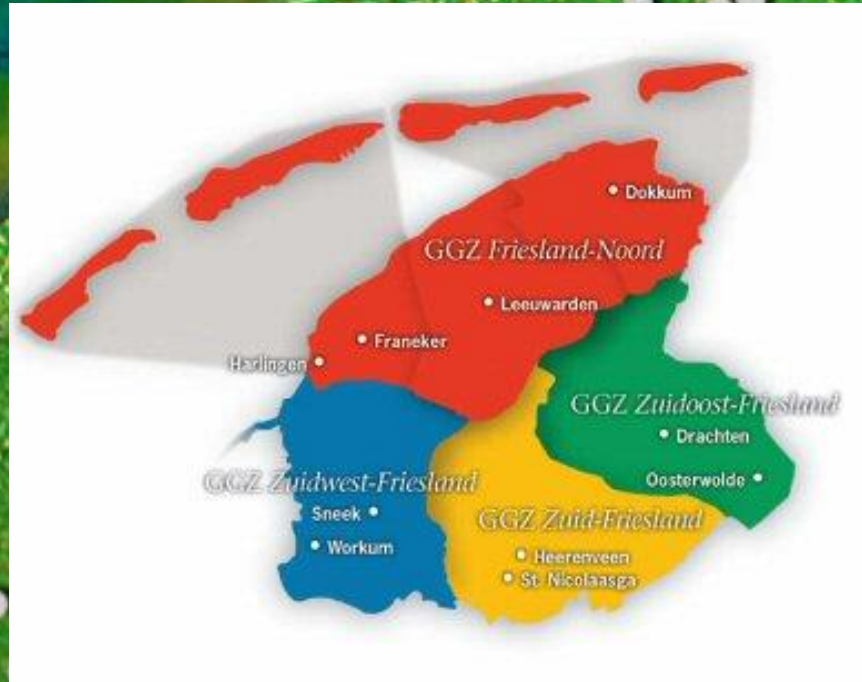 Dokkum
GGZ Friesland-Noord
Leeuwarden
Franeker
Harlingen
GGZ Zuidoost-Friesland
Drachten
GGZ Zuidwest-Friesland
Oosterwolde
Sneek
GGZ Zuid-Friesland
Workum
Heerenveen
St. Nicolaasga